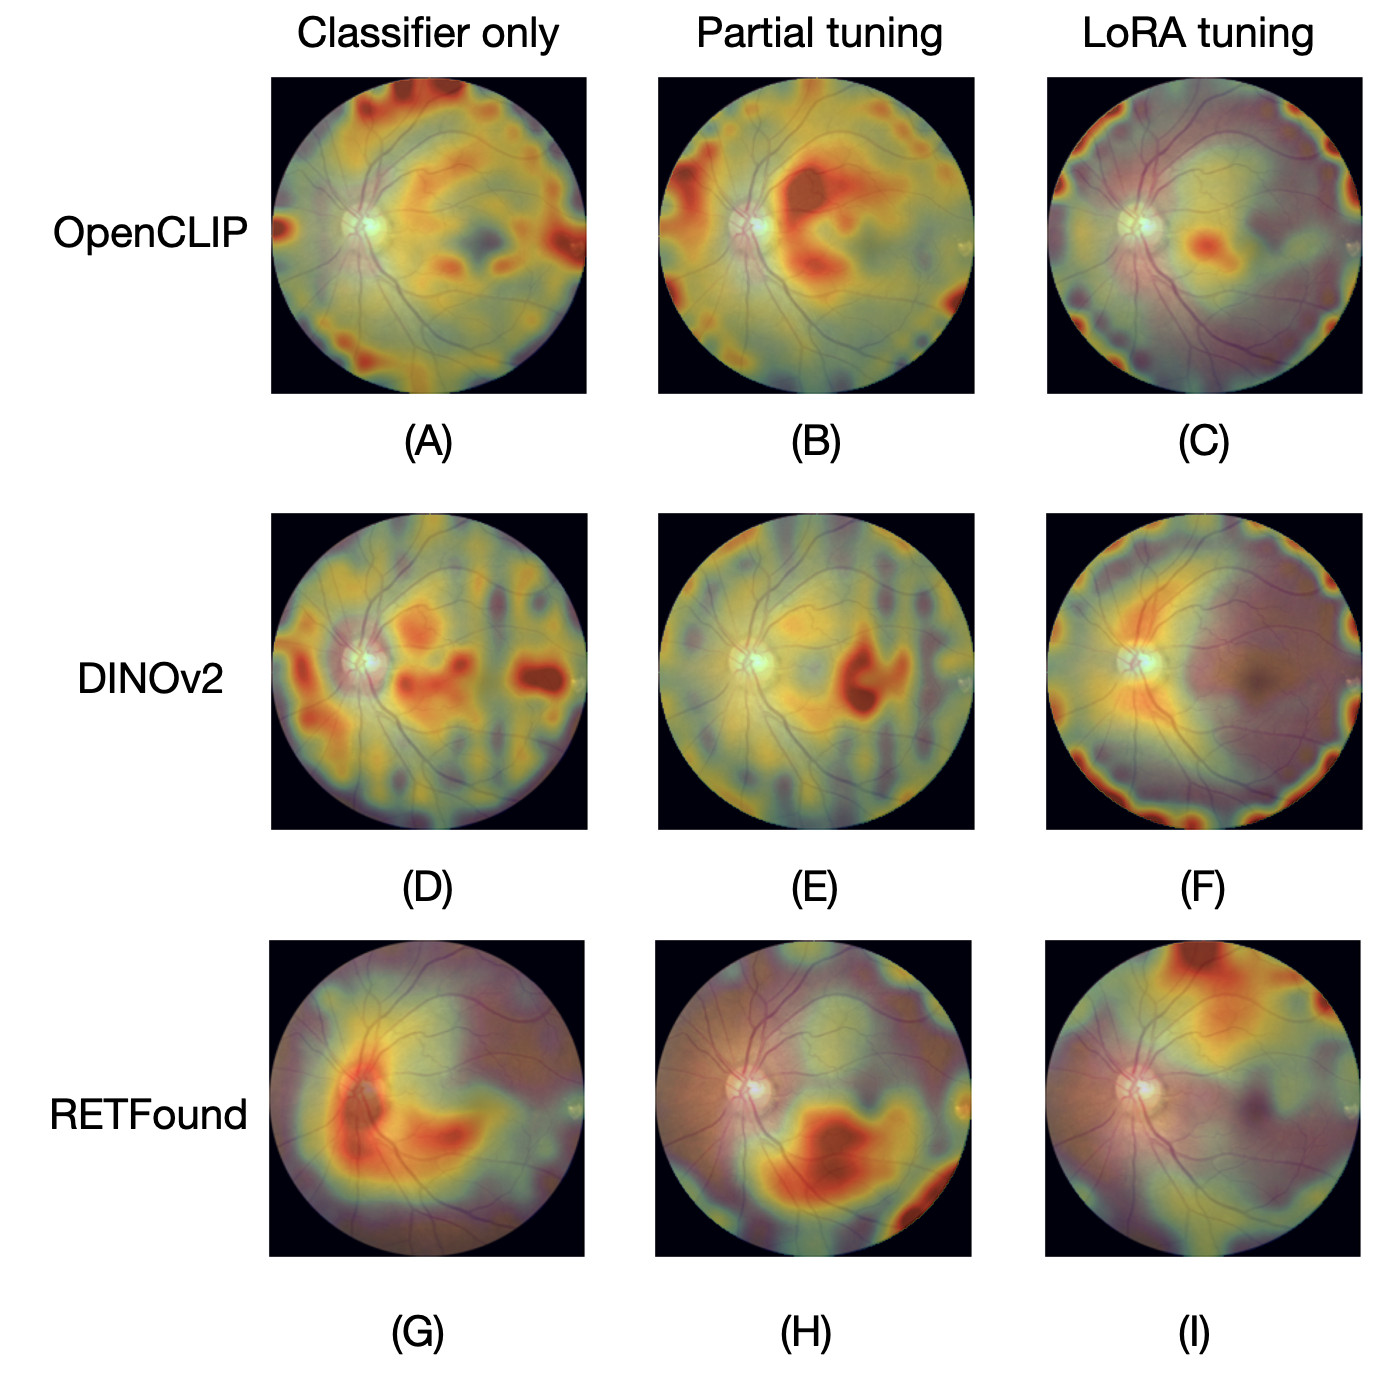 Classifier only
Partial tuning
LoRA tuning
OpenCLIP
(A)
(B)
(C)
DINOv2
(D)
(E)
(F)
RETFound
(G)
(H)
(I)